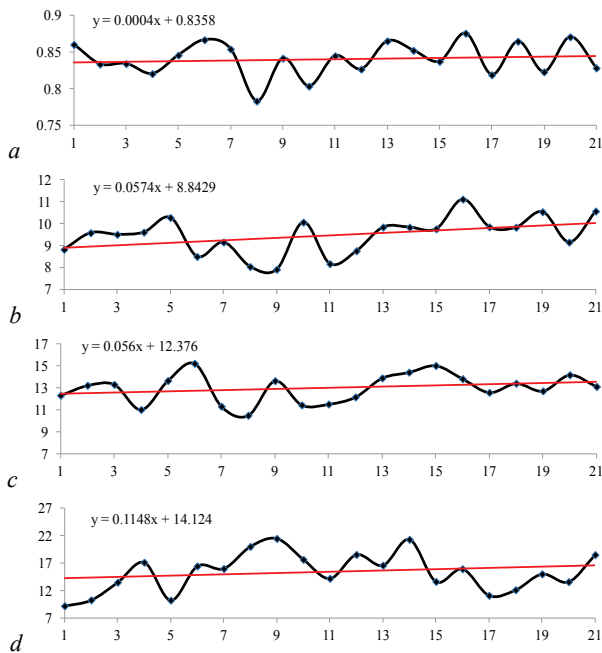 0.9
y = 0.0004x + 0.8358
0.85
0.8
0.75
1 3 5 7 9 11 13 15 17 19 21
a
12
y = 0.0574x + 8.8429
11
10
9
8
7
1 3 5 7 9 11 13 15 17 19 21
b
17
y = 0.056x + 12.376
15
13
11
9
7
1 3 5 7 9 11 13 15 17 19 21
c
27
y = 0.1148x + 14.124
22
17
12
7
1 3 5 7 9 11 13 15 17 19 21
d